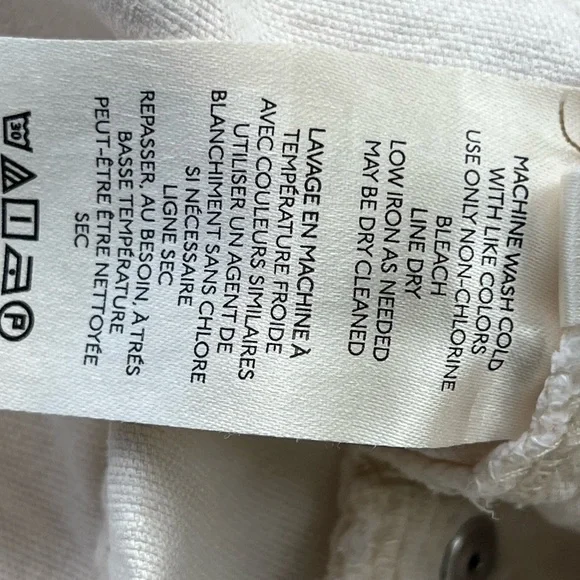 MACHINE WASH COLD
WITH LIKE COLORS
USE ONLY NON-CHLORINE
BLEACH
LINE DRY
LOW IRON AS NEEDED
MAY BE DRY CLEANED
LAVAGE EN MACHINE À
TEMPÉRATURE FROIDE
AVEC COULEURS SIMILAIRES
UTILISER UN AGENT DE
BLANCHIMENT SANS CHLORE
SI NÉCESSAIRE
LIGNE SEC
REPASSER, AU BESOIN, À TRÉS
BASSE TEMPÉRATURE
PEUT-ÊTRE ÊTRE NETTOYÉE
SEC
30 P